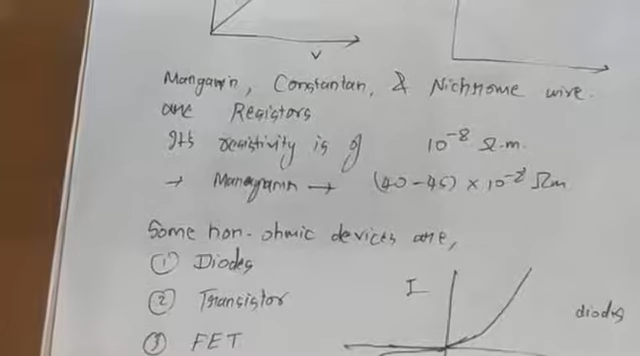 V
Manganin, Constantan, & Nichrome wire.
are Resistors
Its resistivity is of 10⁻⁸ Ω.m.
→ Manganin → (40-45) × 10⁻⁸ Ωm
Some non-ohmic devices are,
① Diodes
I
② Transistor
diodes
③ FET